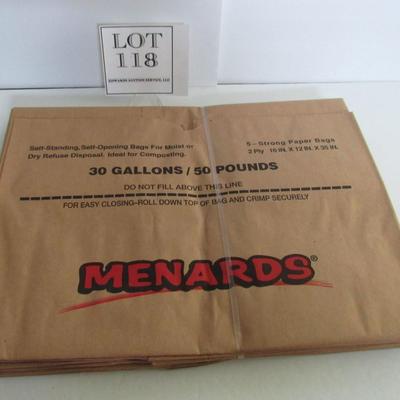 LOT
118
EDWARDS AUCTION SERVICE, LLC
Self-Standing, Self-Opening Bags For Moist or
Dry Refuse Disposal. Ideal for Composting.
5-Strong Paper Bags
2 Ply 16 IN. X 12 IN. X 35 IN.
30 GALLONS / 50 POUNDS
DO NOT FILL ABOVE THIS LINE
FOR EASY CLOSING-ROLL DOWN TOP OF BAG AND CRIMP SECURELY
MENARDS®